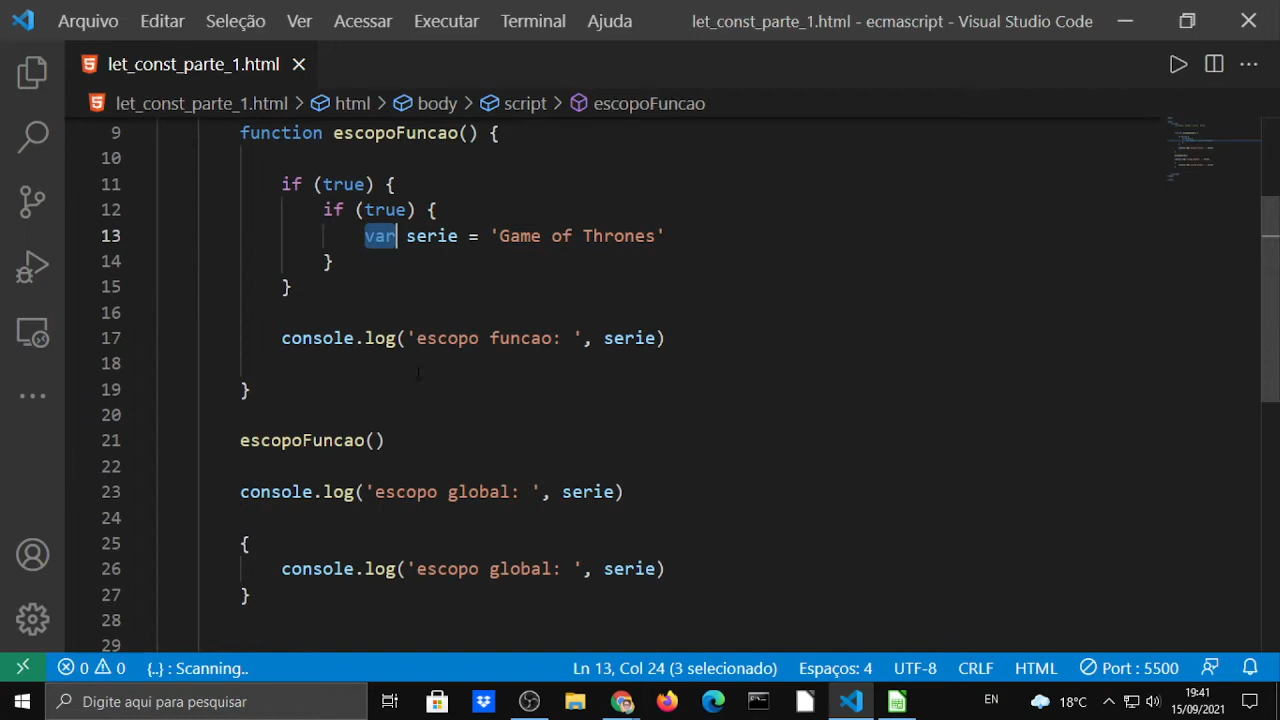 Arquivo Editar Seleção Ver Acessar Executar Terminal Ajuda let_const_parte_1.html - ecmascript - Visual Studio Code
let_const_parte_1.html
let_const_parte_1.html > html > body > script > escopoFuncao
9 function escopoFuncao() {
10
11 if (true) {
12 if (true) {
13 var serie = 'Game of Thrones'
14 }
15 }
16
17 console.log('escopo funcao: ', serie)
18
19 }
20
21 escopoFuncao()
22
23 console.log('escopo global: ', serie)
24
25 {
26 console.log('escopo global: ', serie)
27 }
28
29
0 0 {..} : Scanning.. Ln 13, Col 24 (3 selecionado) Espaços: 4 UTF-8 CRLF HTML Port : 5500
Digite aqui para pesquisar EN 18°C 19:41
15/09/2021